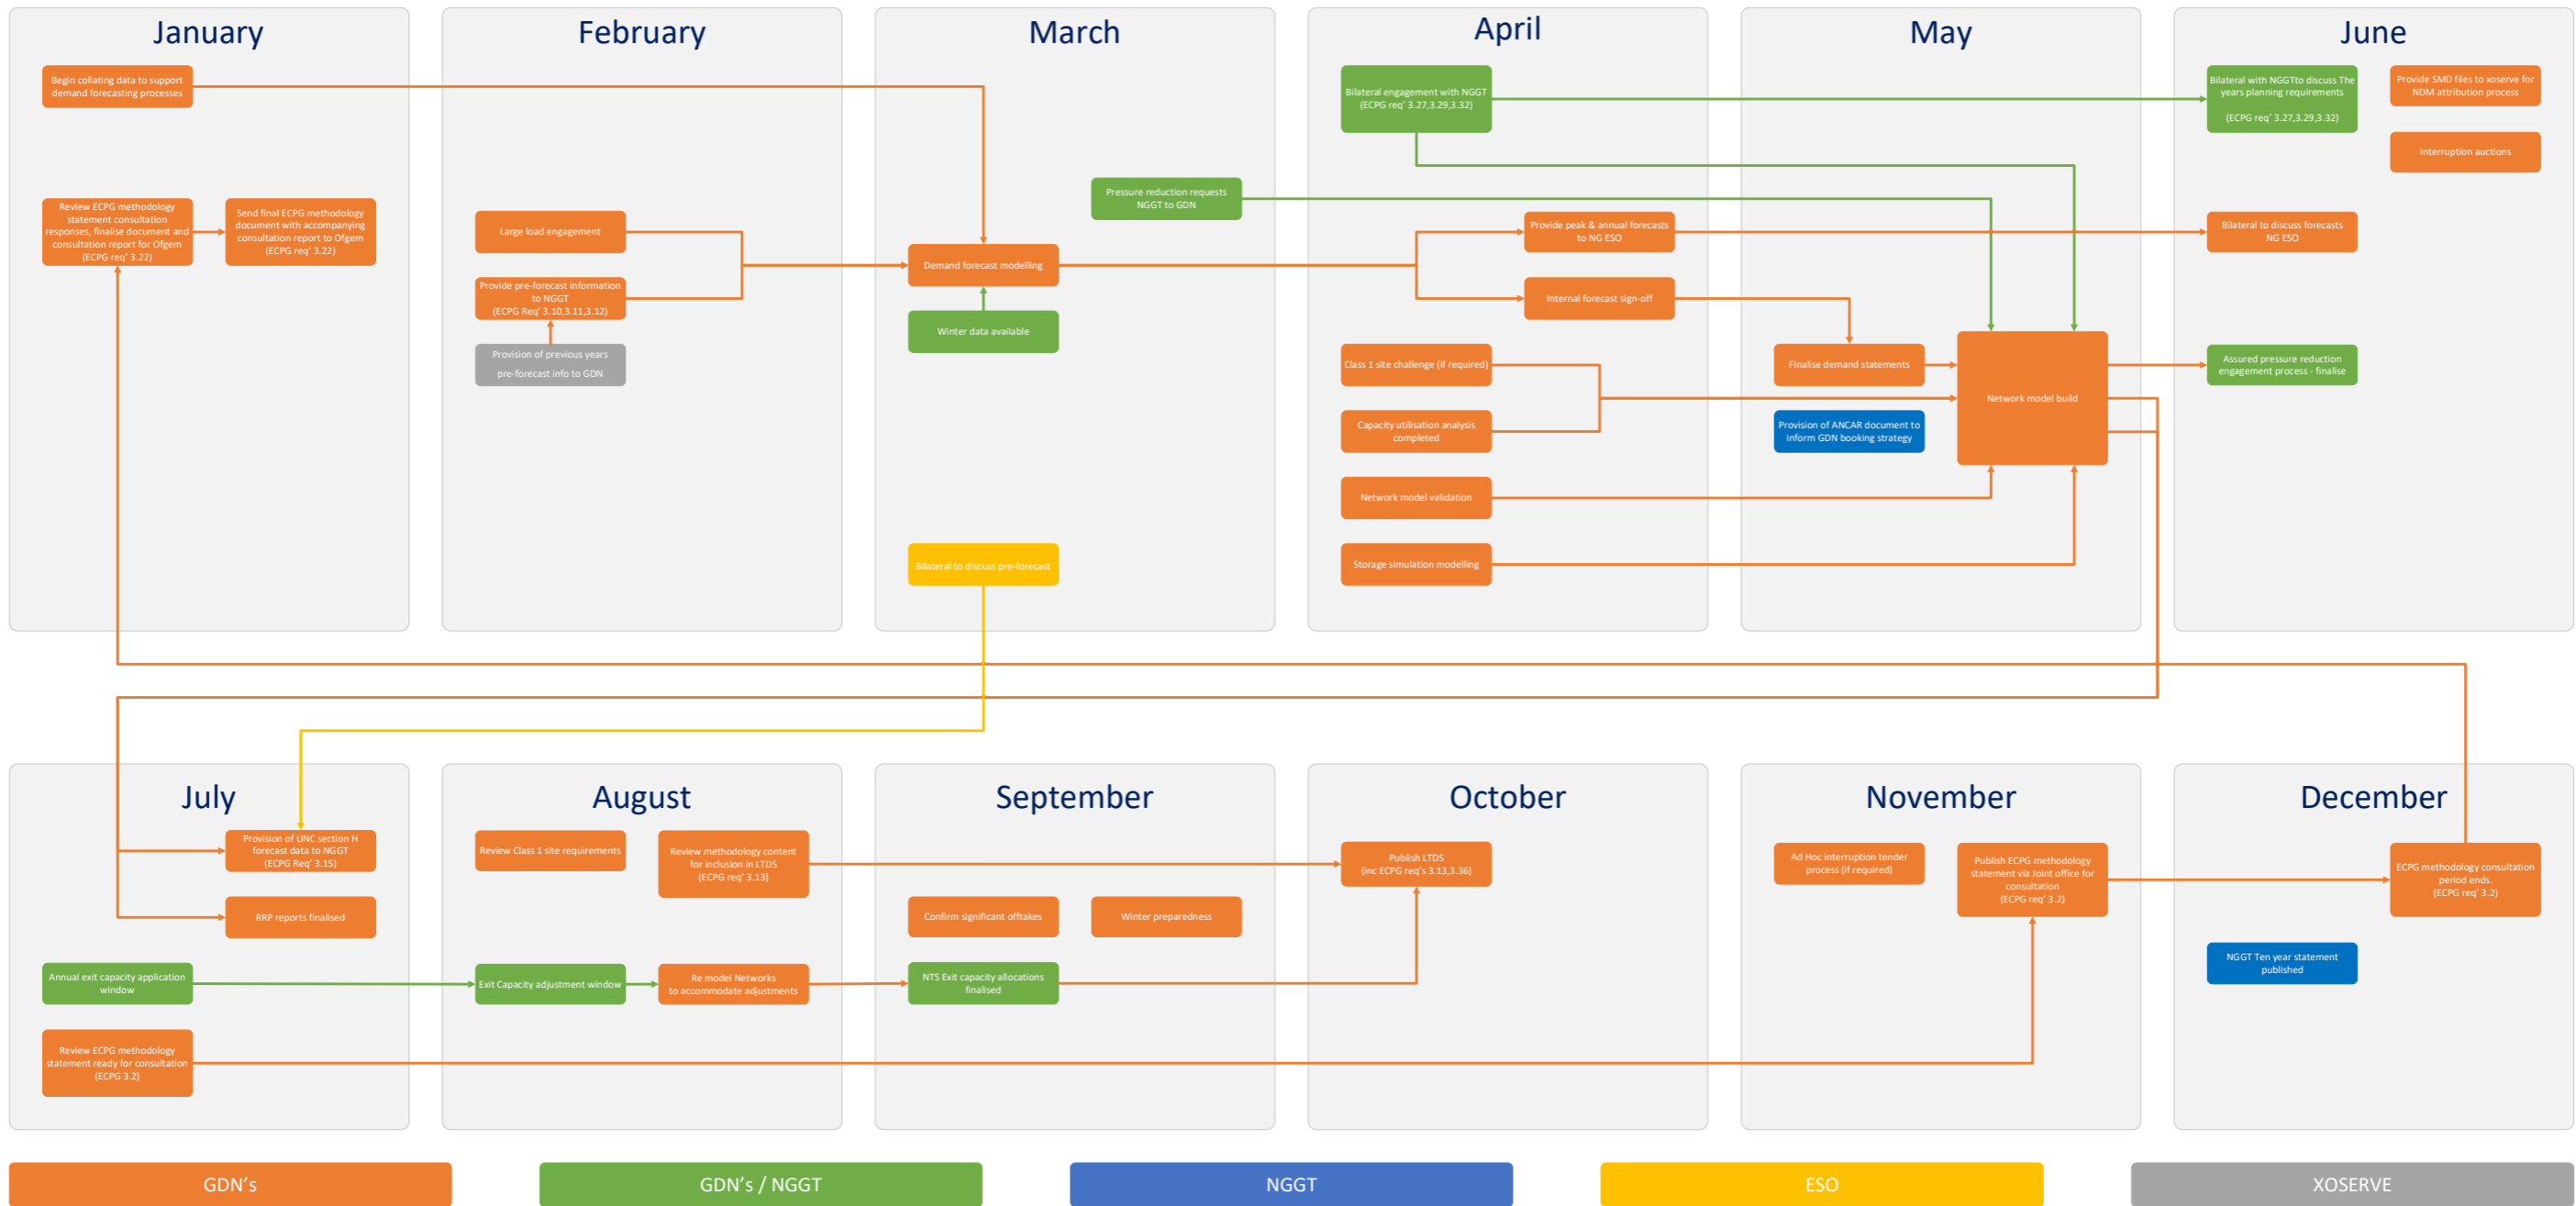 January
Begin collating data to support
demand forecasting processes
Review ECPG methodology
statement consultation
responses, finalise document and
consultation report for Ofgem
(ECPG req' 3.22)
Send final ECPG methodology
document with accompanying
consultation report to Ofgem
(ECPG req' 3.22)
February
Large load engagement
Provide pre-forecast information
to NGGT
(ECPG Req' 3.10,3.11,3.12)
Provision of previous years
pre-forecast info to GDN
March
Pressure reduction requests
NGGT to GDN
Demand forecast modelling
Winter data available
Bilateral to discuss pre-forecast
April
Bilateral engagement with NGGT
(ECPG req' 3.27,3.29,3.32)
Provide peak & annual forecasts
to NG ESO
Internal forecast sign-off
Class 1 site challenge (if required)
Capacity utilisation analysis
completed
Network model validation
Storage simulation modelling
May
Finalise demand statements
Provision of ANCAR document to
inform GDN booking strategy
Network model build
June
Bilateral with NGGTto discuss The
years planning requirements
(ECPG req' 3.27,3.29,3.32)
Provide SMD files to xoserve for
NDM attribution process
Interruption auctions
Bilateral to discuss forecasts
NG ESO
Assured pressure reduction
engagement process - finalise
July
Provision of UNC section H
forecast data to NGGT
(ECPG Req' 3.15)
RRP reports finalised
Annual exit capacity application
window
Review ECPG methodology
statement ready for consultation
(ECPG 3.2)
August
Review Class 1 site requirements
Review methodology content
for inclusion in LTDS
(ECPG req' 3.13)
Exit Capacity adjustment window
Re model Networks
to accommodate adjustments
September
Confirm significant offtakes
Winter preparedness
NTS Exit capacity allocations
finalised
October
Publish LTDS
(inc ECPG req's 3.13,3.36)
November
Ad Hoc interruption tender
process (if required)
Publish ECPG methodology
statement via Joint office for
consultation
(ECPG req' 3.2)
December
ECPG methodology consultation
period ends.
(ECPG req' 3.2)
NGGT Ten year statement
published
GDN's
GDN's / NGGT
NGGT
ESO
XOSERVE